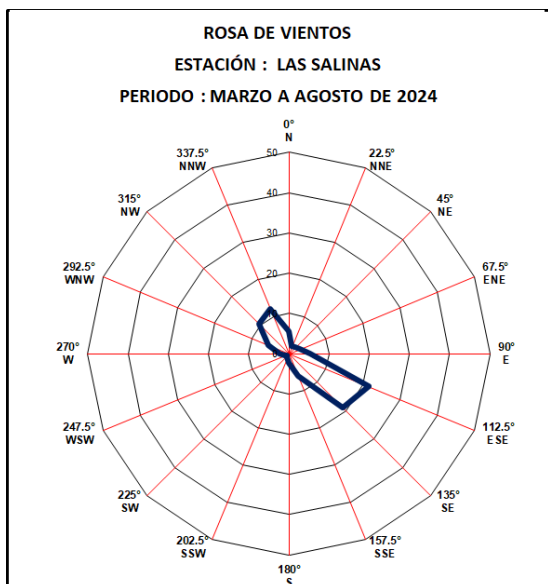 ROSA DE VIENTOS
ESTACIÓN : LAS SALINAS
PERIODO : MARZO A AGOSTO DE 2024
0°
N
337.5°
NNW
22.5°
NNE
50
40
30
20
10
0
315°
NW
45°
NE
292.5°
WNW
67.5°
ENE
270°
W
90°
E
247.5°
WSW
112.5°
ESE
225°
SW
135°
SE
202.5°
SSW
157.5°
SSE
180°
S